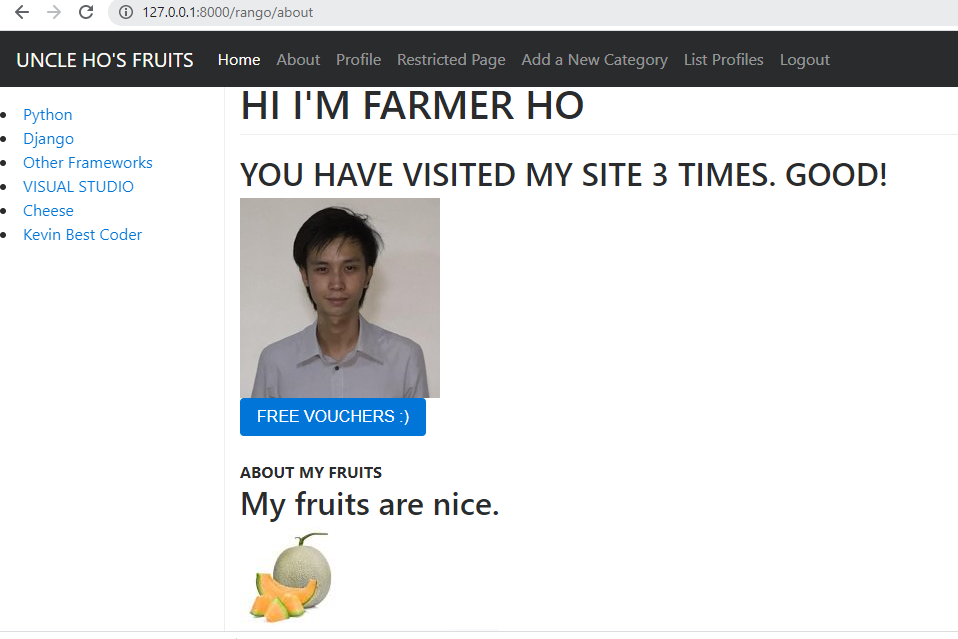 127.0.0.1:8000/rango/about
UNCLE HO'S FRUITS Home About Profile Restricted Page Add a New Category List Profiles Logout
Python
Django
Other Frameworks
VISUAL STUDIO
Cheese
Kevin Best Coder
HI I'M FARMER HO
YOU HAVE VISITED MY SITE 3 TIMES. GOOD!
FREE VOUCHERS :)
ABOUT MY FRUITS
My fruits are nice.